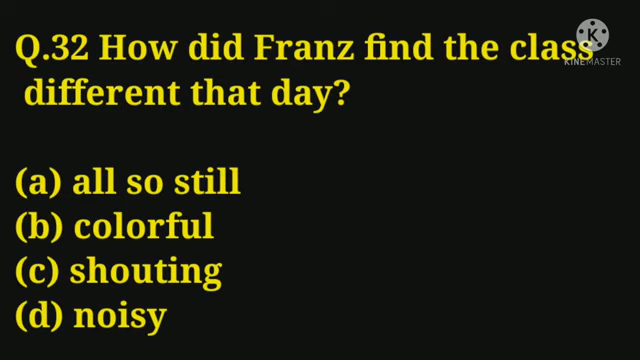 Q.32 How did Franz find the class
different that day?
KINEMASTER
(a) all so still
(b) colorful
(c) shouting
(d) noisy